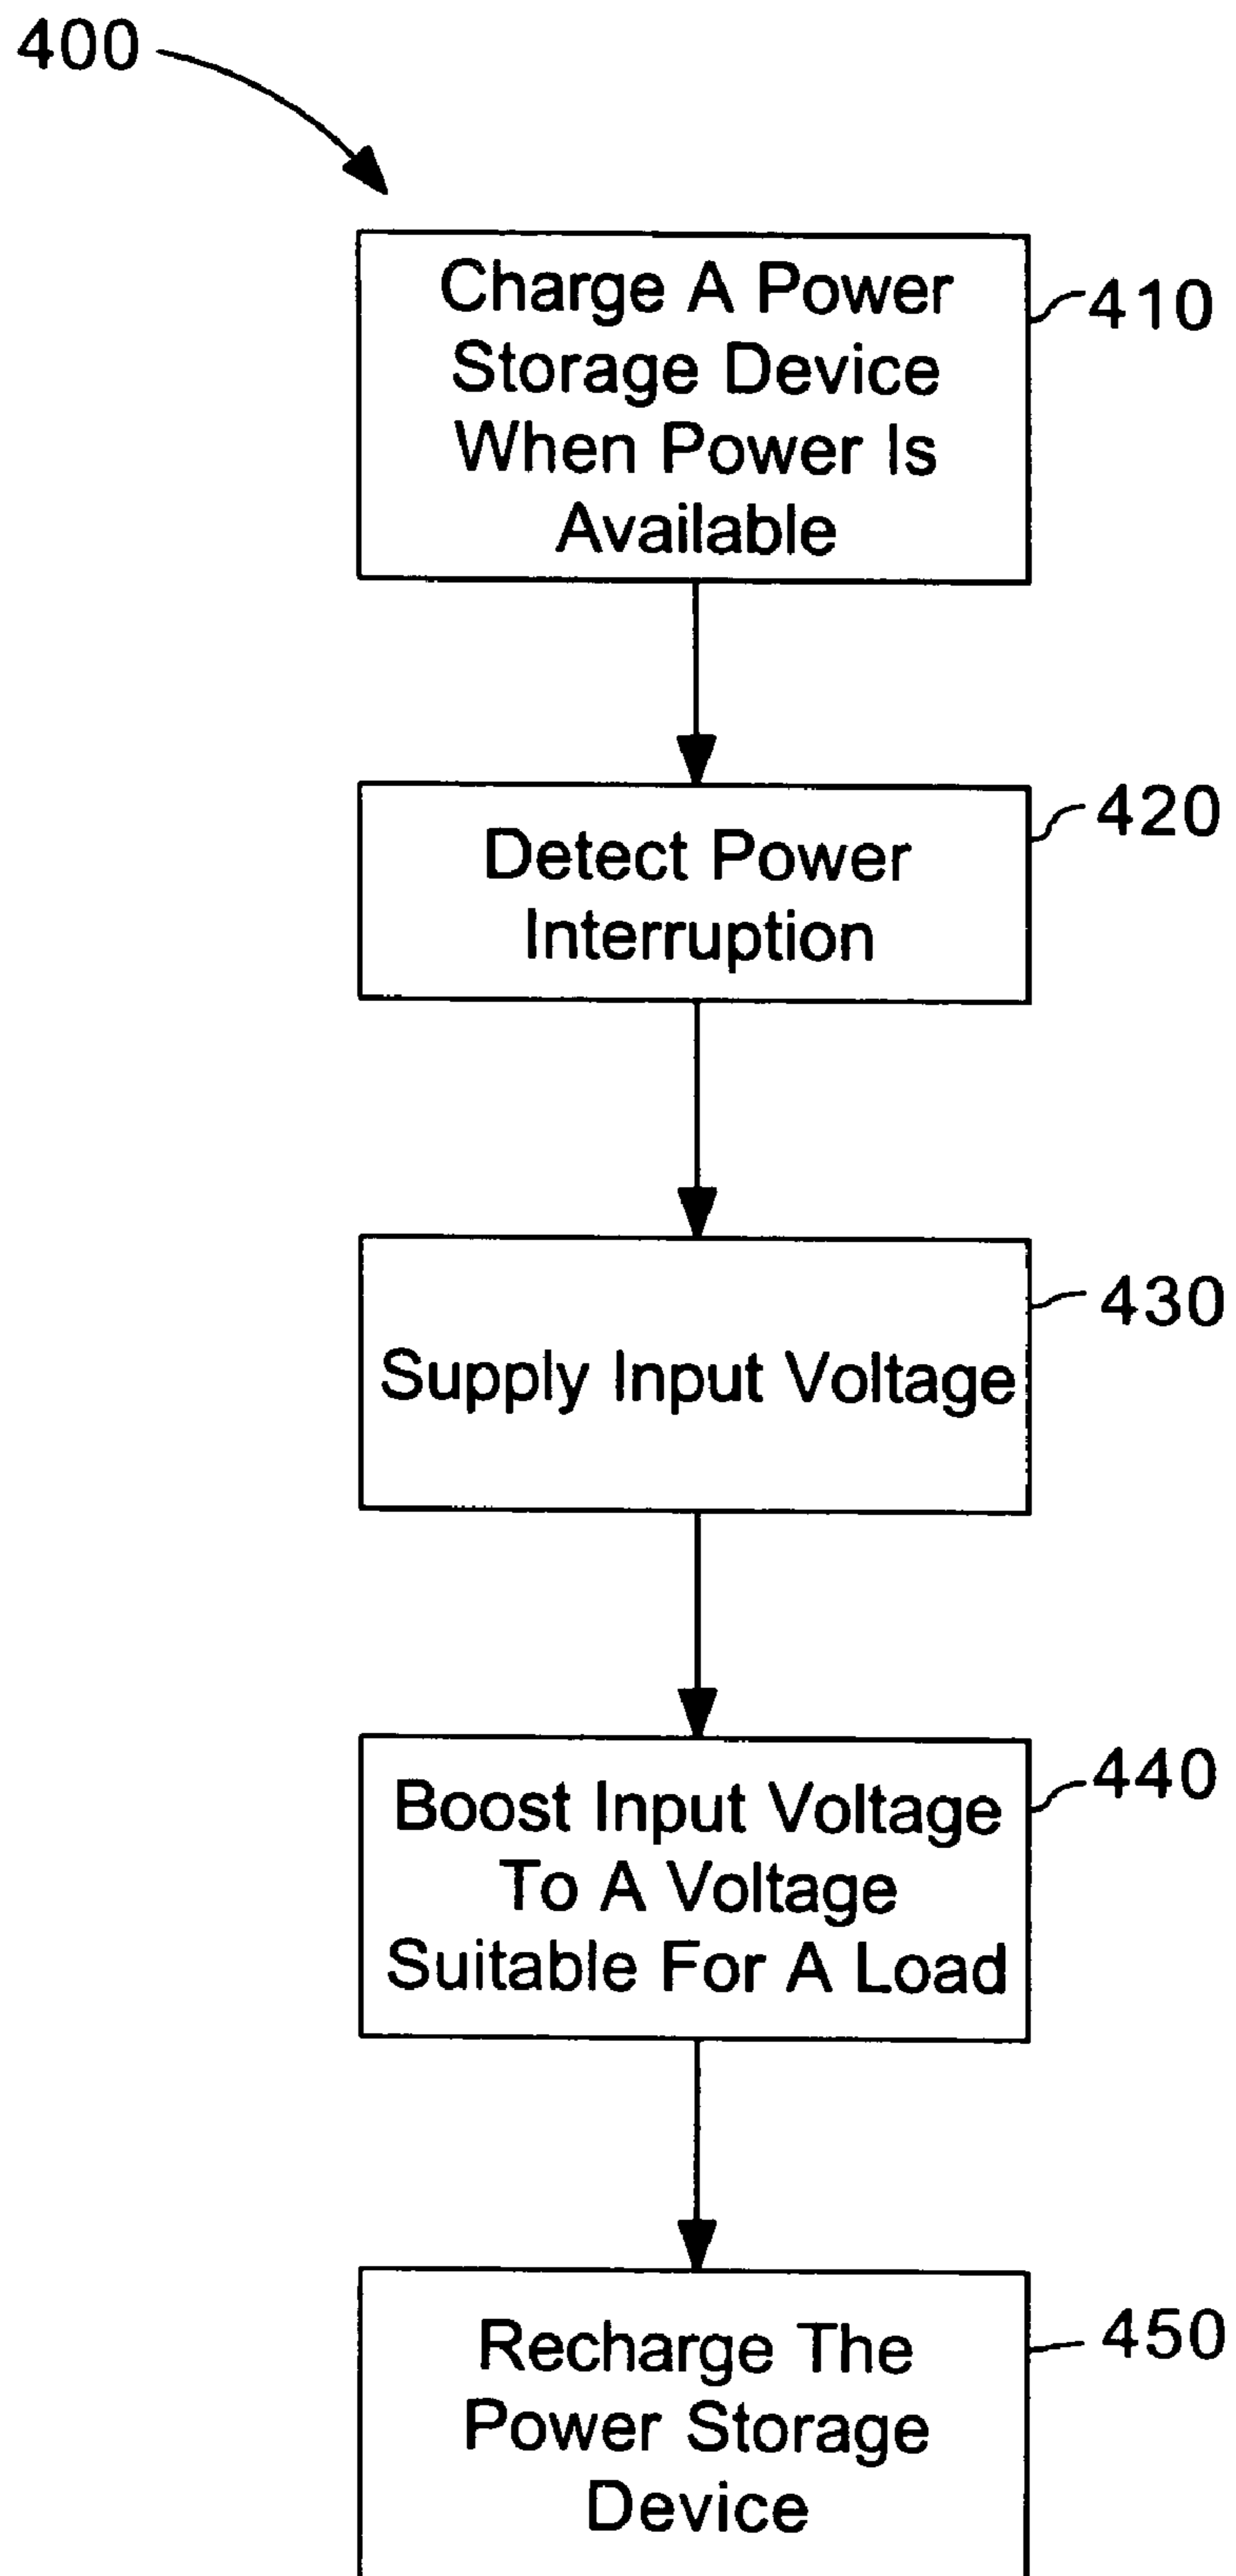 400
Charge A Power
Storage Device
When Power Is
Available
410
Detect Power
Interruption
420
Supply Input Voltage
430
Boost Input Voltage
To A Voltage
Suitable For A Load
440
Recharge The
Power Storage
Device
450